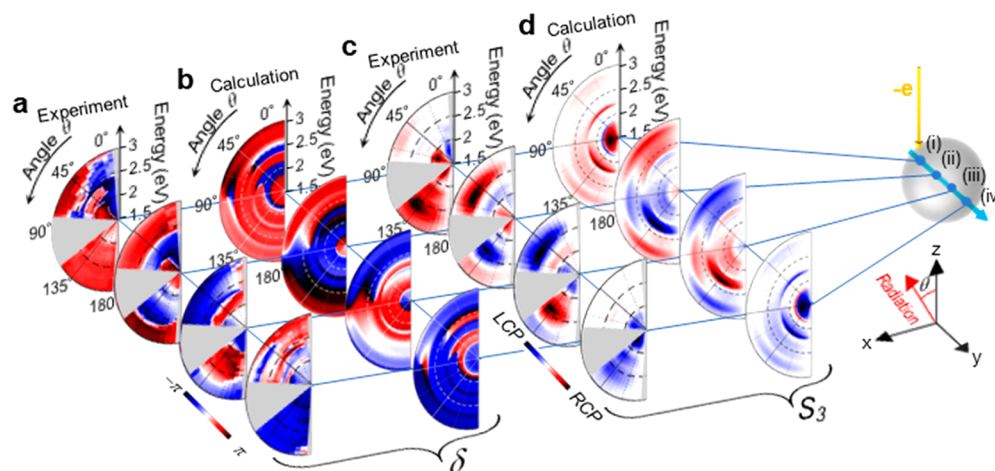 a
Experiment
Angle θ
0°
45°
90°
135°
180
Energy (eV)
3
2.5
2
1.5
b
Calculation
Angle θ
0°
45°
90°
135°
180
Energy (eV)
3
2.5
2
1.5
c
Experiment
Angle θ
0°
45°
90°
135°
180
Energy (eV)
3
2.5
2
1.5
d
Calculation
Angle θ
0°
45°
90°
135°
180
Energy (eV)
3
2.5
2
1.5
-π
π
δ
LCP
RCP
S3
-e
(i)
(ii)
(iii)
(iv
z
θ
Radiation
x
y